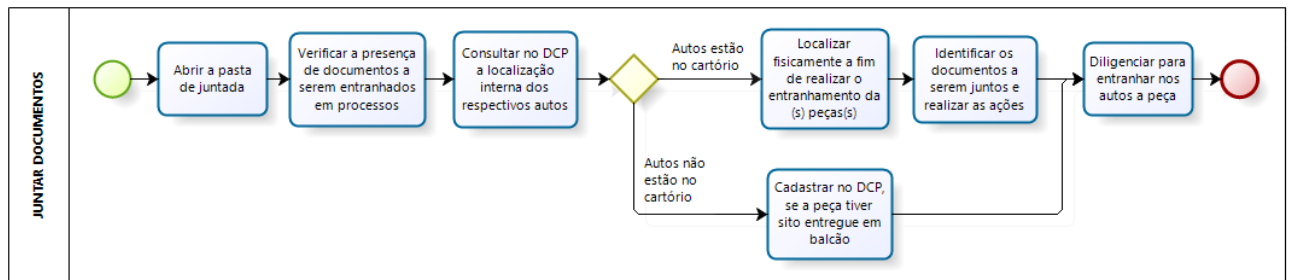 JUNTAR DOCUMENTOS
Abrir a pasta
de juntada
Verificar a presença
de documentos a
serem entranhados
em processos
Consultar no DCP
a localização
interna dos
respectivos autos
Autos estão
no cartório
Localizar
fisicamente a fim
de realizar o
entranhamento da
(s) peças(s)
Identificar os
documentos a
serem juntos e
realizar as ações
Diligenciar para
entranhar nos
autos a peça
Autos não
estão no
cartório
Cadastrar no DCP,
se a peça tiver
sito entregue em
balcão